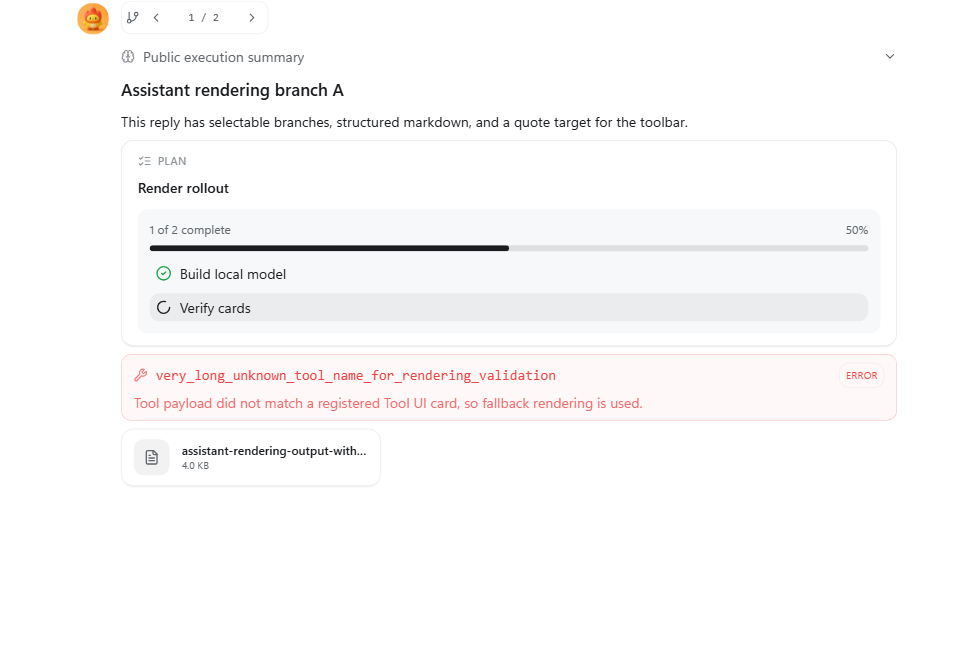 1 / 2
Public execution summary
Assistant rendering branch A
This reply has selectable branches, structured markdown, and a quote target for the toolbar.
PLAN
Render rollout
1 of 2 complete 50%
Build local model
Verify cards
very_long_unknown_tool_name_for_rendering_validation ERROR
Tool payload did not match a registered Tool UI card, so fallback rendering is used.
assistant-rendering-output-with...
4.0 KB